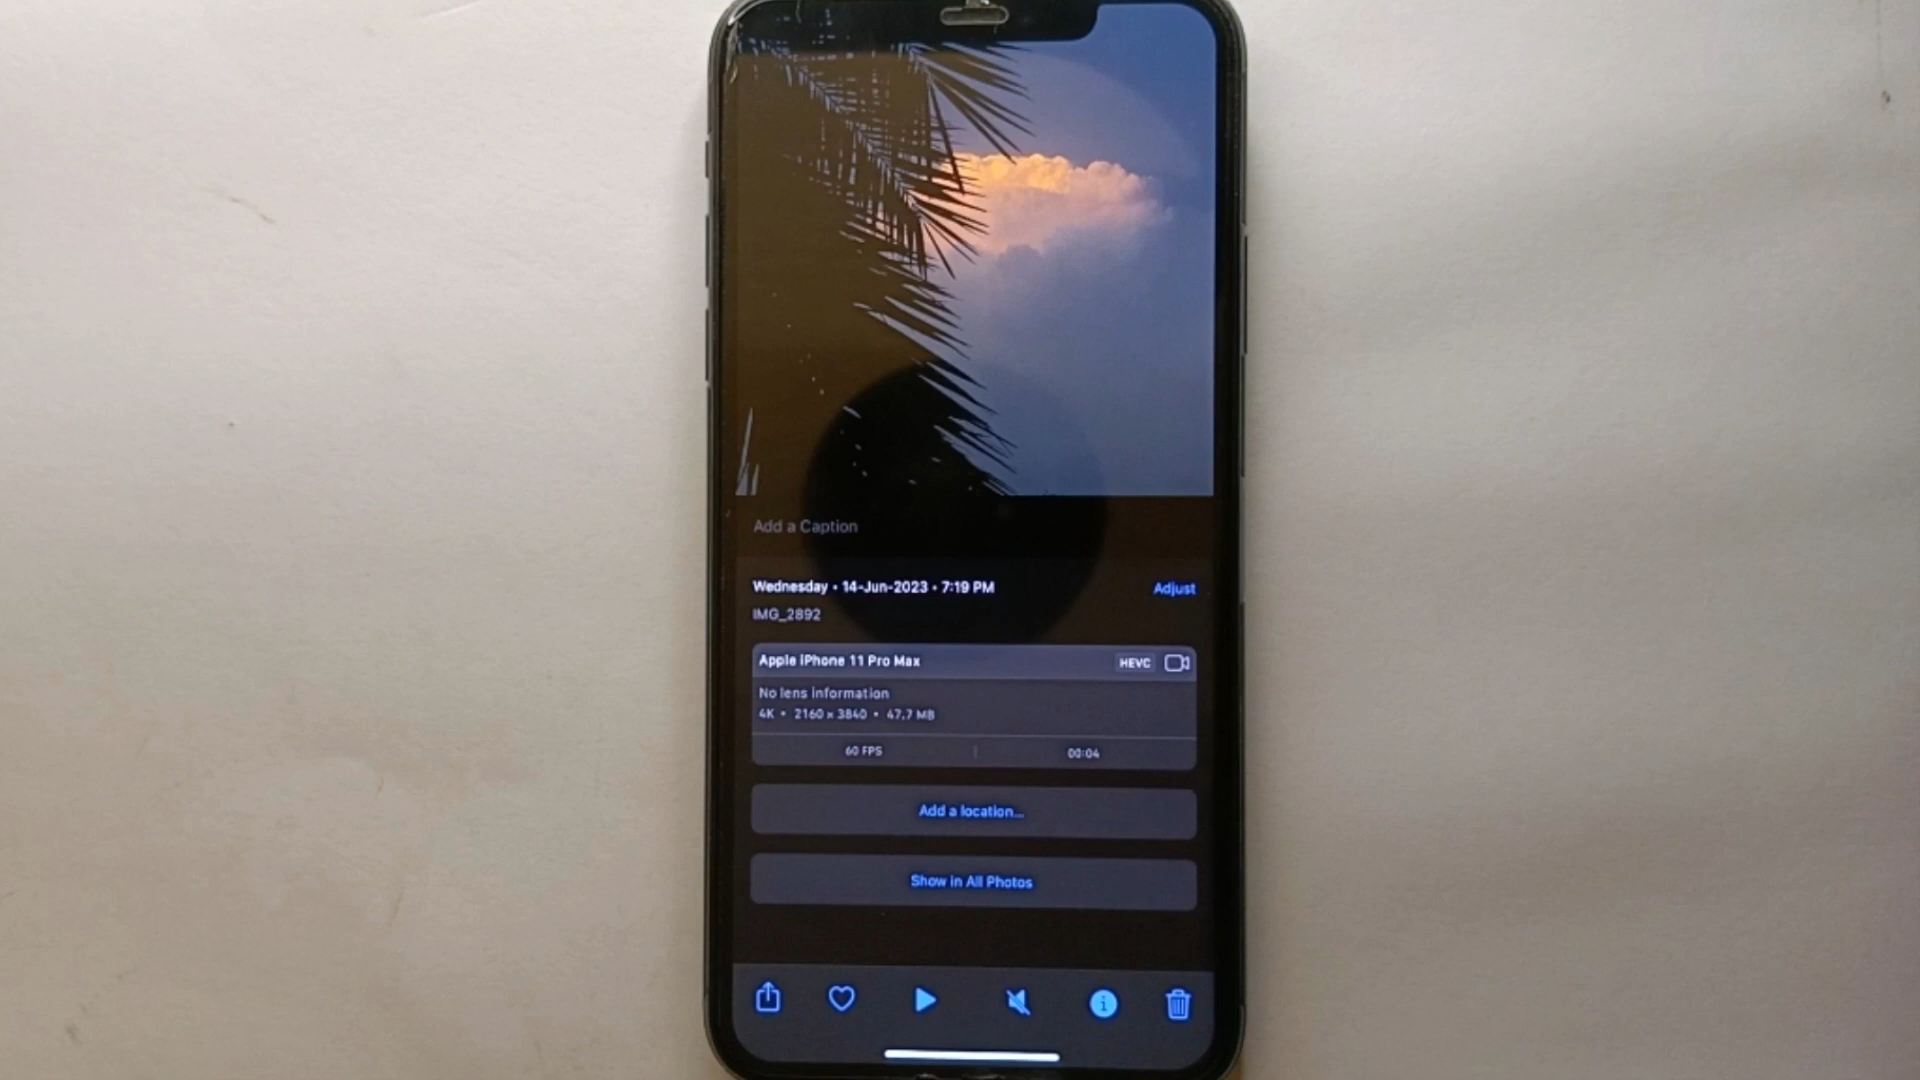 Add a Caption
Wednesday • 14-Jun-2023 • 7:19 PM
Adjust
IMG_2892
Apple iPhone 11 Pro Max
HEVC
No lens information
4K • 2160 x 3840 • 47.7 MB
60 FPS
00:04
Add a location...
Show in All Photos